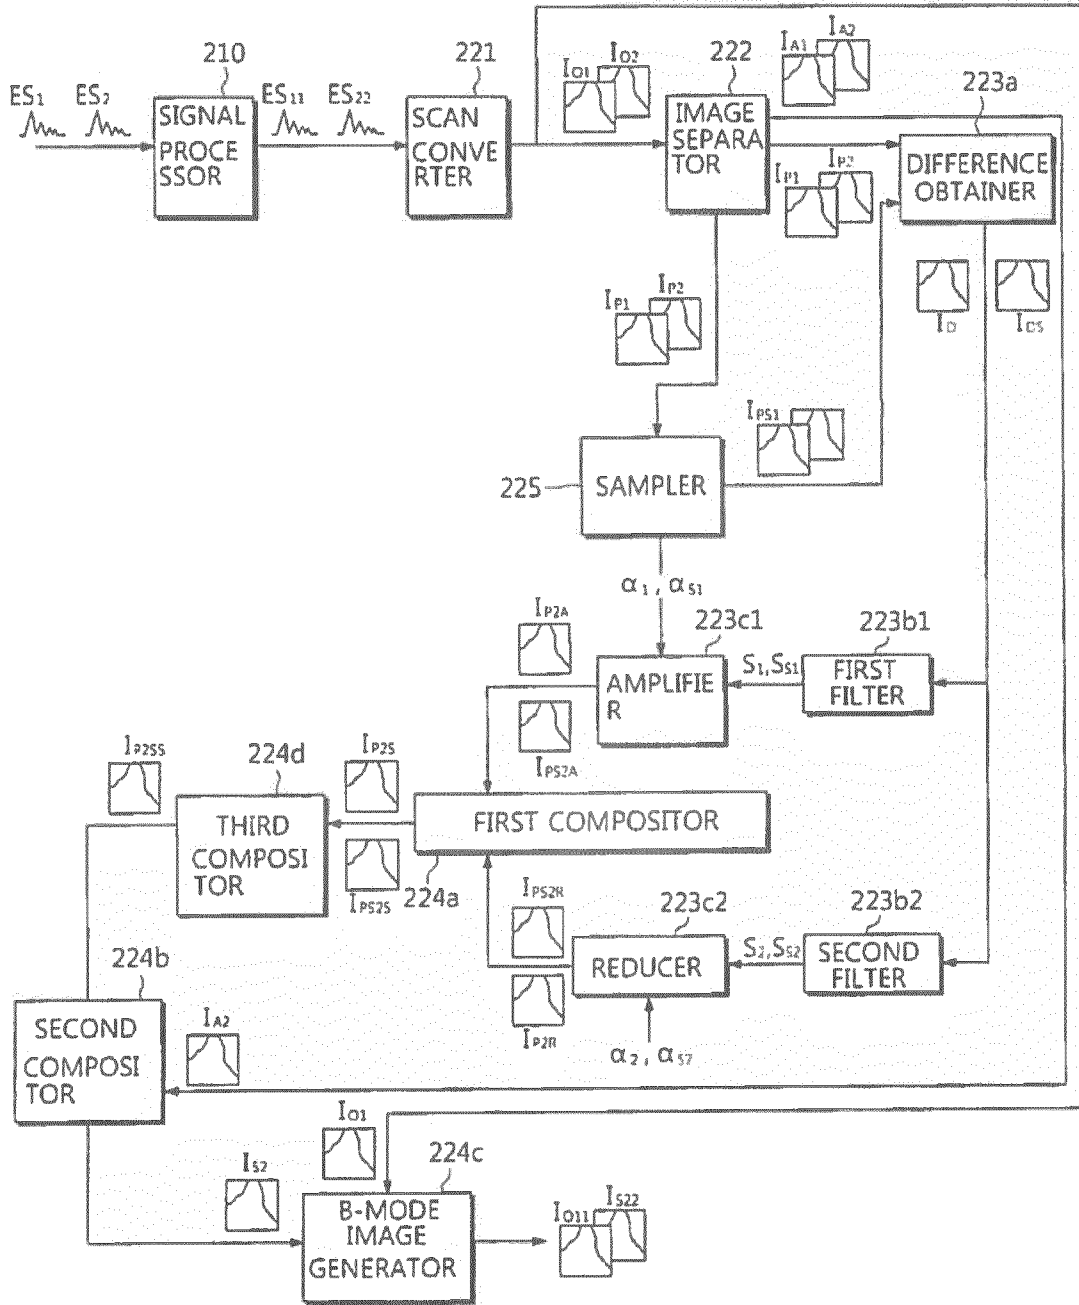 210
221
222
223a
ES1
ES2
ES11
ES22
IO1
IO2
IA1
IA2
SIGNAL
PROCE
SSOR
SCAN
CONVE
RTER
IMAGE
SEPARA
TOR
DIFFERENCE
OBTAINER
IP1
IP2
IP1
IP2
ID
IDS
IPS1
225
SAMPLER
α1, αS1
IP2A
223c1
223b1
AMPLIFIE
R
S1,SS1
FIRST
FILTER
IPS2A
IP2SS
224d
IP2S
THIRD
COMPOSI
TOR
FIRST COMPOSITOR
IPS2S
224a
IPS2R
223c2
223b2
REDUCER
S2,SS2
SECOND
FILTER
IP2R
α2, αS2
224b
SECOND
COMPOSI
TOR
IA2
IO1
224c
IS2
B-MODE
IMAGE
GENERATOR
IO11
IS22